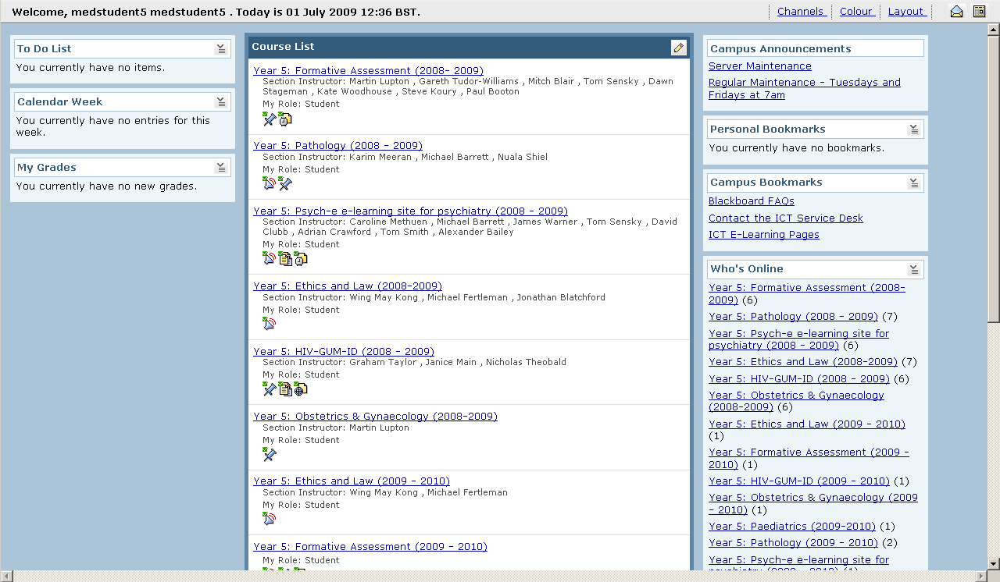 Welcome, medstudent5 medstudent5 . Today is 01 July 2009 12:36 BST.
Channels
Colour
Layout
To Do List
You currently have no items.
Calendar Week
You currently have no entries for this
week.
My Grades
You currently have no new grades.
Course List
Year 5: Formative Assessment (2008- 2009)
Section Instructor: Martin Lupton , Gareth Tudor-Williams , Mitch Blair , Tom Sensky , Dawn
Stageman , Kate Woodhouse , Steve Koury , Paul Booton
My Role: Student
Year 5: Pathology (2008 - 2009)
Section Instructor: Karim Meeran , Michael Barrett , Nuala Shiel
My Role: Student
Year 5: Psych-e e-learning site for psychiatry (2008 - 2009)
Section Instructor: Caroline Methuen , Michael Barrett , James Warner , Tom Sensky , David
Clubb , Adrian Crawford , Tom Smith , Alexander Bailey
My Role: Student
Year 5: Ethics and Law (2008-2009)
Section Instructor: Wing May Kong , Michael Fertleman , Jonathan Blatchford
My Role: Student
Year 5: HIV-GUM-ID (2008 - 2009)
Section Instructor: Graham Taylor , Janice Main , Nicholas Theobald
My Role: Student
Year 5: Obstetrics & Gynaecology (2008-2009)
Section Instructor: Martin Lupton
My Role: Student
Year 5: Ethics and Law (2009 - 2010)
Section Instructor: Wing May Kong , Michael Fertleman
My Role: Student
Year 5: Formative Assessment (2009 - 2010)
My Role: Student
Campus Announcements
Server Maintenance
Regular Maintenance - Tuesdays and
Fridays at 7am
Personal Bookmarks
You currently have no bookmarks.
Campus Bookmarks
Blackboard FAQs
Contact the ICT Service Desk
ICT E-Learning Pages
Who's Online
Year 5: Formative Assessment (2008-
2009) (6)
Year 5: Pathology (2008 - 2009) (7)
Year 5: Psych-e e-learning site for
psychiatry (2008 - 2009) (6)
Year 5: Ethics and Law (2008-2009) (7)
Year 5: HIV-GUM-ID (2008 - 2009) (6)
Year 5: Obstetrics & Gynaecology
(2008-2009) (6)
Year 5: Ethics and Law (2009 - 2010)
(1)
Year 5: Formative Assessment (2009 -
2010) (1)
Year 5: HIV-GUM-ID (2009 - 2010) (1)
Year 5: Obstetrics & Gynaecology (2009
- 2010) (1)
Year 5: Paediatrics (2009-2010) (1)
Year 5: Pathology (2009 - 2010) (2)
Year 5: Psych-e e-learning site for
psychiatry (2009 - 2010) (1)